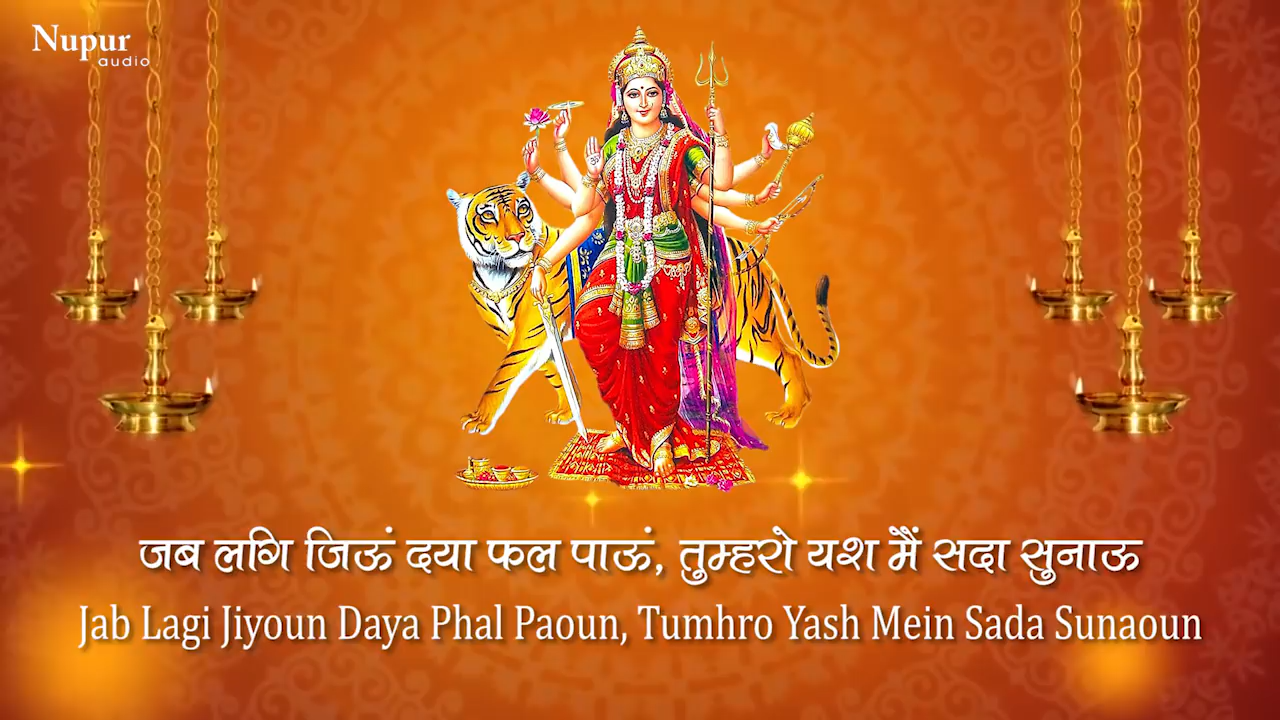 Nupur
audio
जब लगि जिऊं दया फल पाऊं, तुम्हरो यश मैं सदा सुनाऊ
Jab Lagi Jiyoun Daya Phal Paoun, Tumhro Yash Mein Sada Sunaoun